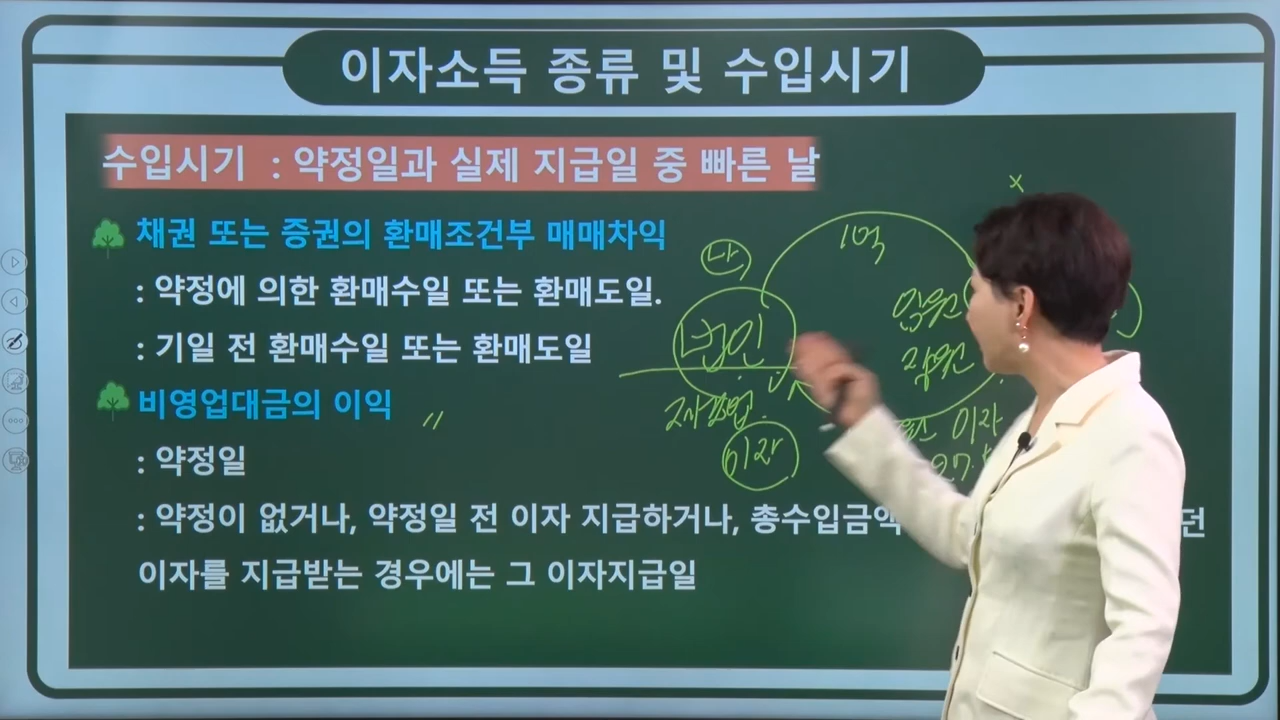 이자소득 종류 및 수입시기
수입시기 : 약정일과 실제 지급일 중 빠른 날
채권 또는 증권의 환매조건부 매매차익
: 약정에 의한 환매수일 또는 환매도일.
: 기일 전 환매수일 또는 환매도일
비영업대금의 이익 〃
: 약정일
: 약정이 없거나, 약정일 전 이자 지급하거나, 총수입금액 던
이자를 지급받는 경우에는 그 이자지급일
x
1억
나
법인
임원
이자
이자